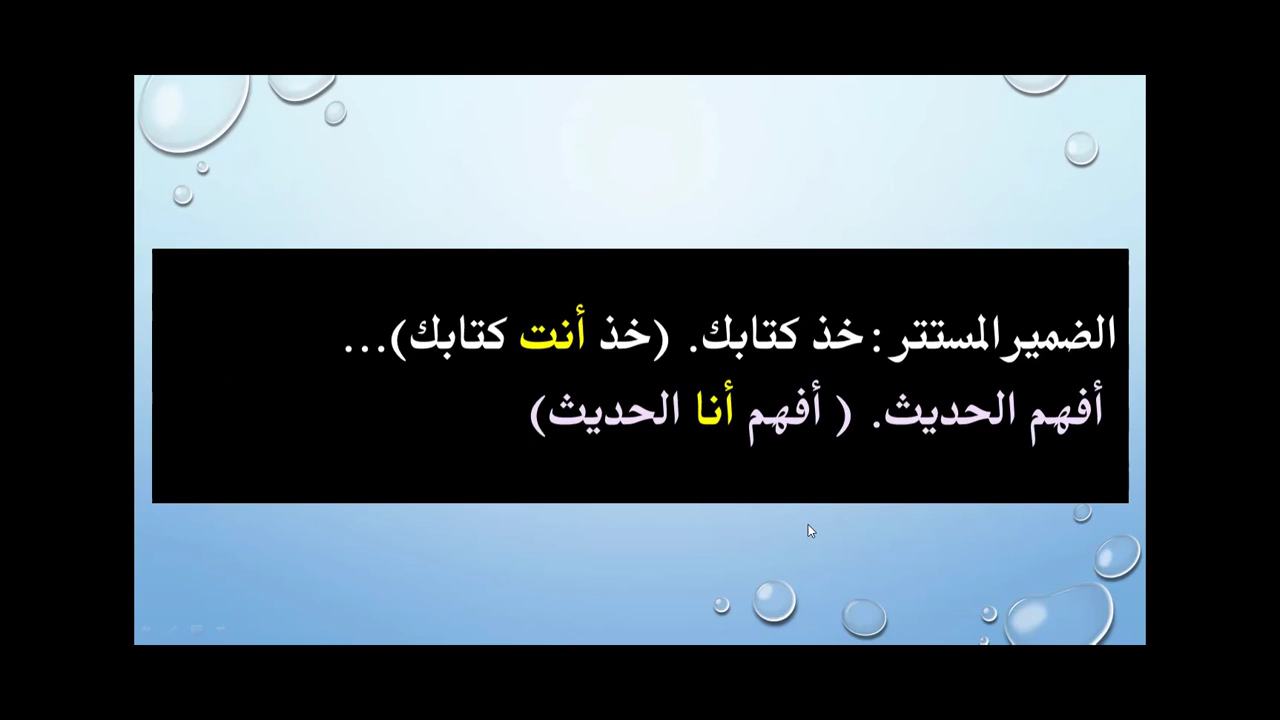 الضمير المستتر : خذ كتابك. (خذ أنت كتابك)...
أفهم الحديث. ( أفهم أنا الحديث)